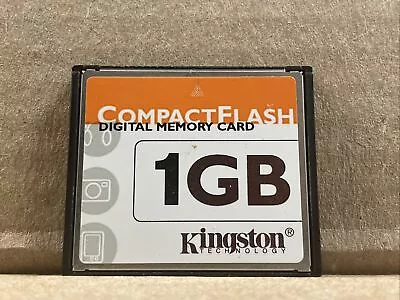 COMPACTFLASH
DIGITAL MEMORY CARD
1GB
Kingston®
TECHNOLOGY